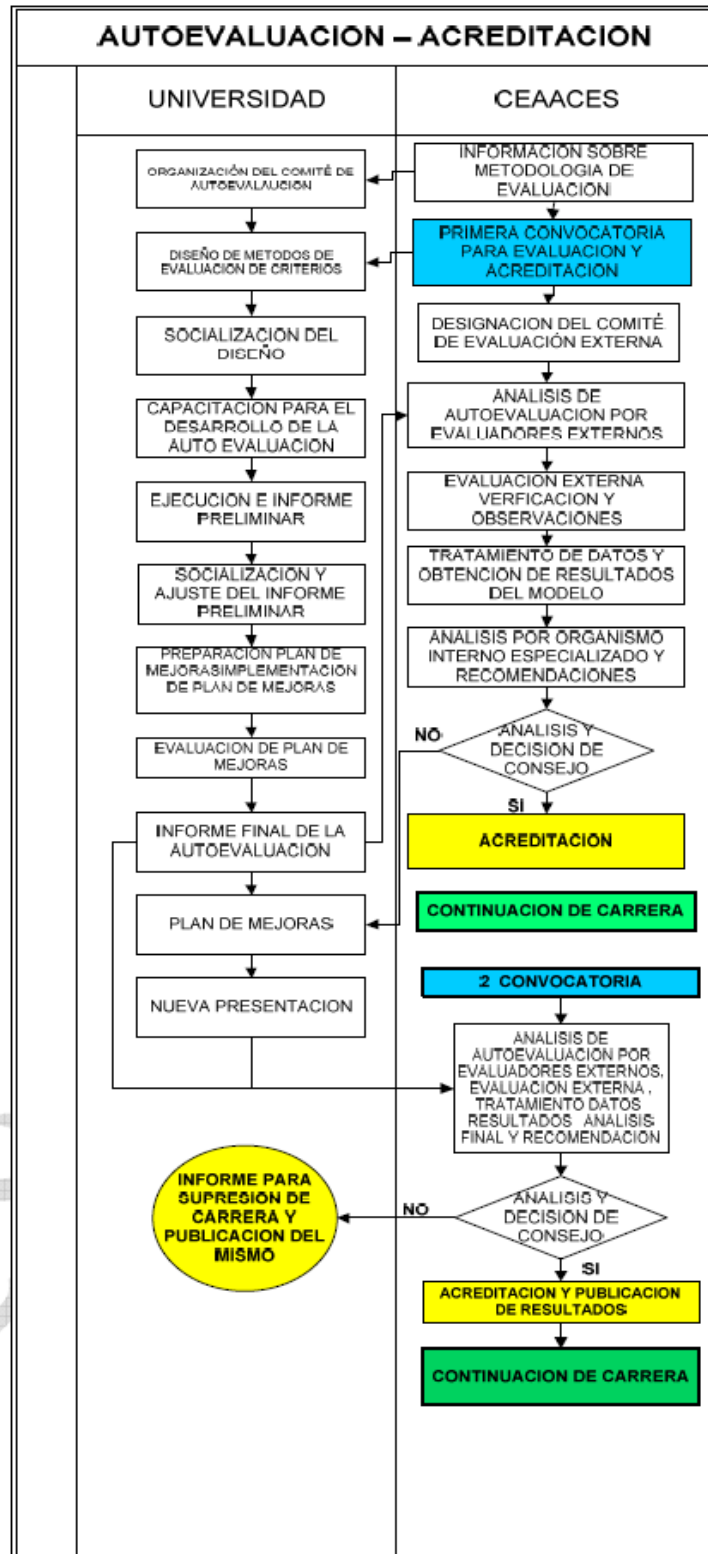 AUTOEVALUACION – ACREDITACION
UNIVERSIDAD
CEAACES
ORGANIZACIÓN DEL COMITÉ DE
AUTOEVALAUCION
DISEÑO DE METODOS DE
EVALUACION DE CRITERIOS
SOCIALIZACION DEL
DISEÑO
CAPACITACION PARA EL
DESARROLLO DE LA
AUTO EVALUACION
EJECUCION E INFORME
PRELIMINAR
SOCIALIZACION Y
AJUSTE DEL INFORME
PRELIMINAR
PREPARACION PLAN DE
MEJORASIMPLEMENTACION
DE PLAN DE MEJORAS
EVALUACION DE PLAN DE
MEJORAS
INFORME FINAL DE LA
AUTOEVALUACION
PLAN DE MEJORAS
NUEVA PRESENTACION
INFORME PARA
SUPRESION DE
CARRERA Y
PUBLICACION DEL
MISMO
INFORMACION SOBRE
METODOLOGIA DE
EVALUACION
PRIMERA CONVOCATORIA
PARA EVALUACION Y
ACREDITACION
DESIGNACION DEL COMITÉ
DE EVALUACIÓN EXTERNA
ANALISIS DE
AUTOEVALUACION POR
EVALUADORES EXTERNOS
EVALUACION EXTERNA
VERIFICACION Y
OBSERVACIONES
TRATAMIENTO DE DATOS Y
OBTENCION DE RESULTADOS
DEL MODELO
ANALISIS POR ORGANISMO
INTERNO ESPECIALIZADO Y
RECOMENDACIONES
NO
ANALISIS Y
DECISION DE
CONSEJO
SI
ACREDITACION
CONTINUACION DE CARRERA
2 CONVOCATORIA
ANALISIS DE
AUTOEVALUACION POR
EVALUADORES EXTERNOS,
EVALUACION EXTERNA ,
TRATAMIENTO DATOS
RESULTADOS ANALISIS
FINAL Y RECOMENDACION
NO
ANALISIS Y
DECISION DE
CONSEJO
SI
ACREDITACION Y PUBLICACION
DE RESULTADOS
CONTINUACION DE CARRERA